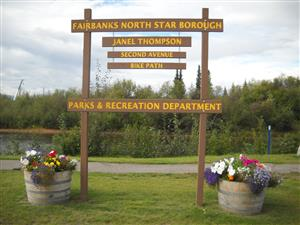 FAIRBANKS NORTH STAR BOROUGH
JANEL THOMPSON
SECOND AVENUE
BIKE PATH
PARKS & RECREATION DEPARTMENT